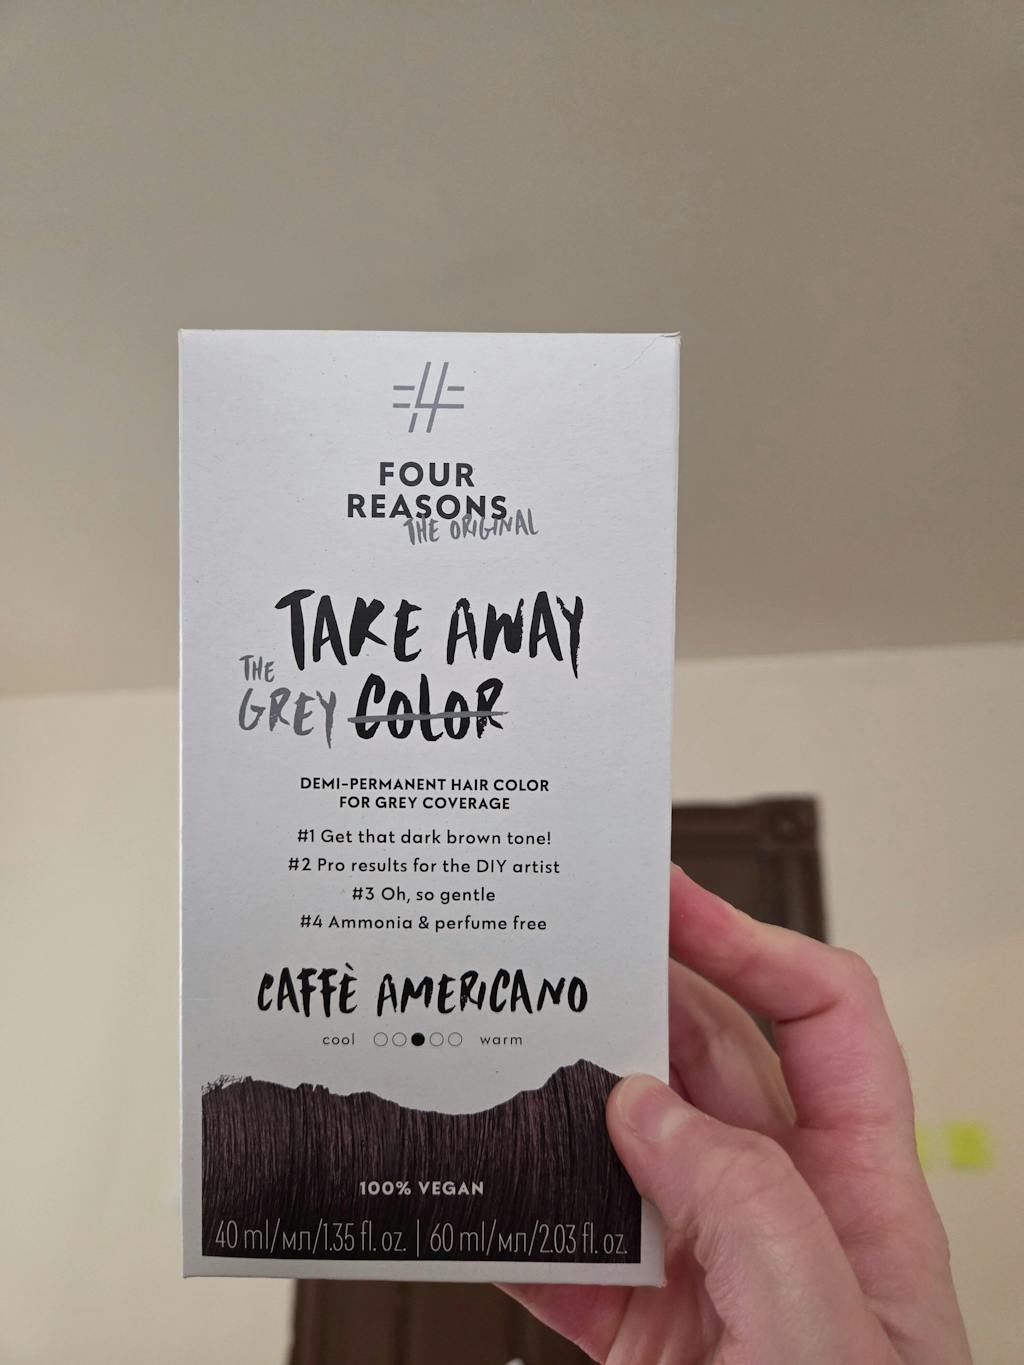 #4
FOUR
REASONS
THE ORIGINAL
TAKE AWAY
THE
GREY COLOR
DEMI-PERMANENT HAIR COLOR
FOR GREY COVERAGE
#1 Get that dark brown tone!
#2 Pro results for the DIY artist
#3 Oh, so gentle
#4 Ammonia & perfume free
CAFFÈ AMERICANO
cool warm
100% VEGAN
40 ml/мл/1.35 fl. oz. | 60 ml/мл/2.03 fl. oz.